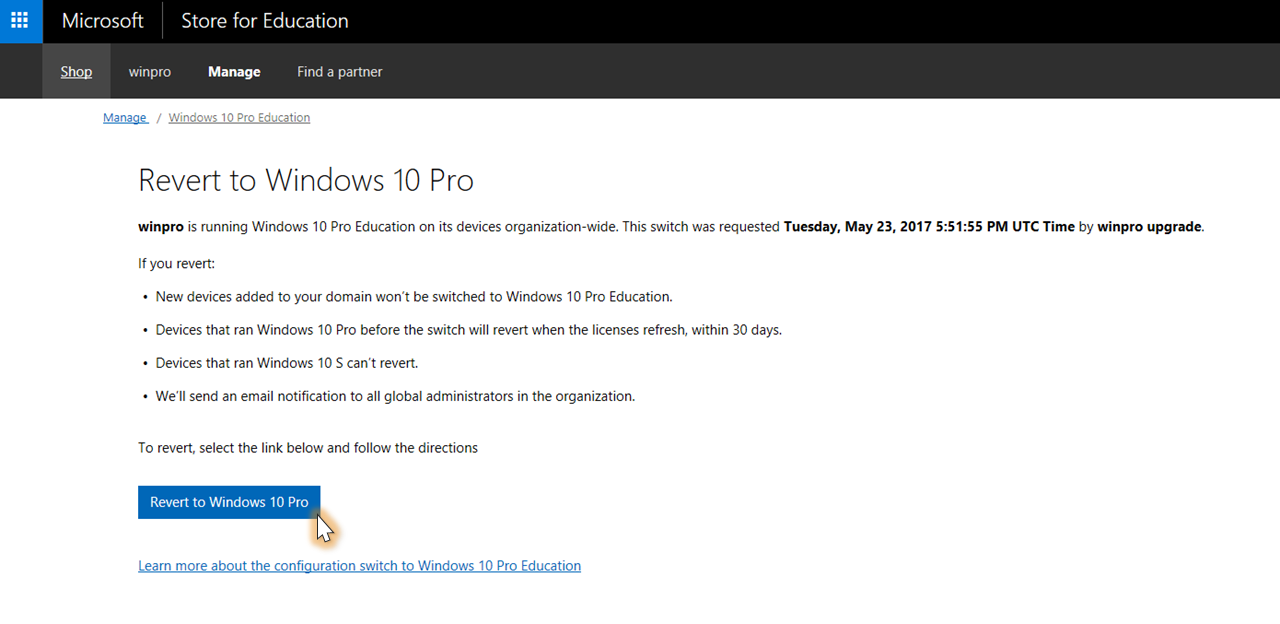 Microsoft Store for Education
Shop winpro Manage Find a partner
Manage / Windows 10 Pro Education
Revert to Windows 10 Pro
winpro is running Windows 10 Pro Education on its devices organization-wide. This switch was requested Tuesday, May 23, 2017 5:51:55 PM UTC Time by winpro upgrade.
If you revert:
• New devices added to your domain won't be switched to Windows 10 Pro Education.
• Devices that ran Windows 10 Pro before the switch will revert when the licenses refresh, within 30 days.
• Devices that ran Windows 10 S can't revert.
• We'll send an email notification to all global administrators in the organization.
To revert, select the link below and follow the directions
Revert to Windows 10 Pro
Learn more about the configuration switch to Windows 10 Pro Education